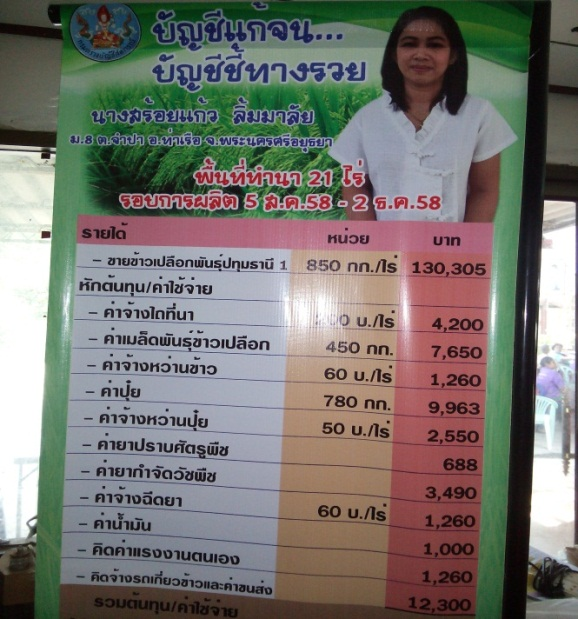 บัญชีแก้จน...
บัญชีชี้ทางรวย
นางสร้อยแก้ว ลิ้มมาลัย
ม.8 ต.จำปา อ.ท่าเรือ จ.พระนครศรีอยุธยา
พื้นที่ทำนา 21 ไร่
รอบการผลิต 5 ส.ค.58 - 2 ธ.ค.58
รายได้ หน่วย บาท
– ขายข้าวเปลือกพันธุ์ปทุมธานี 1 850 กก./ไร่ 130,305
หักต้นทุน/ค่าใช้จ่าย
– ค่าจ้างไถที่นา 200 บ./ไร่ 4,200
– ค่าเมล็ดพันธุ์ข้าวเปลือก 450 กก. 7,650
– ค่าจ้างหว่านข้าว 60 บ./ไร่ 1,260
– ค่าปุ๋ย 780 กก. 9,963
– ค่าจ้างหว่านปุ๋ย 50 บ./ไร่ 2,550
– ค่ายาปราบศัตรูพืช 688
– ค่ายากำจัดวัชพืช 3,490
– ค่าจ้างฉีดยา 60 บ./ไร่ 1,260
– ค่าน้ำมัน 1,000
– คิดค่าแรงงานตนเอง 1,260
– คิดจ้างรถเกี่ยวข้าวและค่าขนส่ง 12,300
รวมต้นทุน/ค่าใช้จ่าย